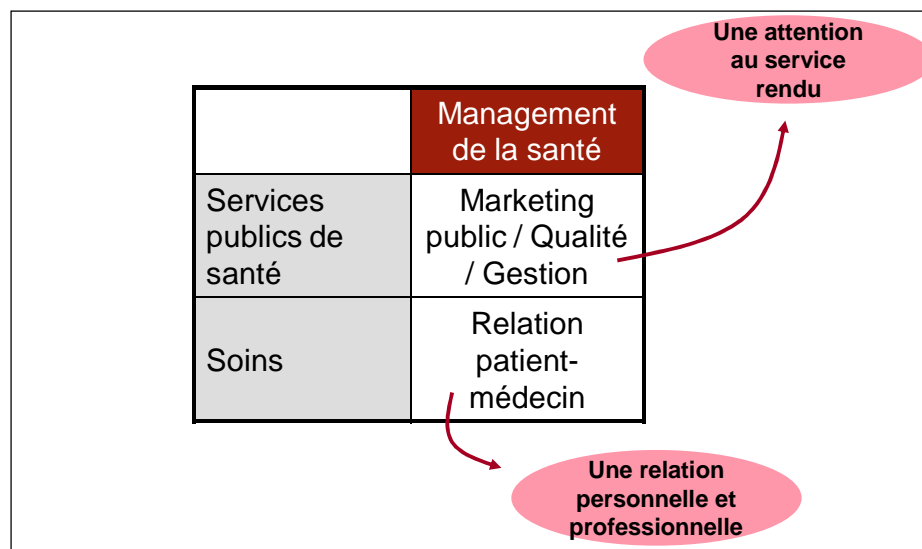 Une attention
au service
rendu
Management
de la santé
Services
publics de
santé
Marketing
public / Qualité
/ Gestion
Soins
Relation
patient-
médecin
Une relation
personnelle et
professionnelle